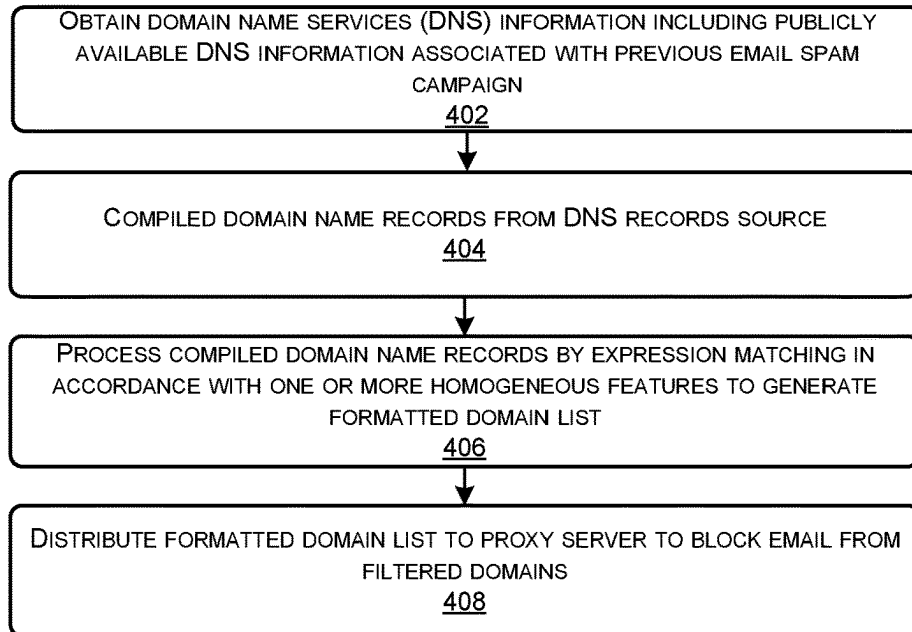 OBTAIN DOMAIN NAME SERVICES (DNS) INFORMATION INCLUDING PUBLICLY
AVAILABLE DNS INFORMATION ASSOCIATED WITH PREVIOUS EMAIL SPAM
CAMPAIGN
402
COMPILED DOMAIN NAME RECORDS FROM DNS RECORDS SOURCE
404
PROCESS COMPILED DOMAIN NAME RECORDS BY EXPRESSION MATCHING IN
ACCORDANCE WITH ONE OR MORE HOMOGENEOUS FEATURES TO GENERATE
FORMATTED DOMAIN LIST
406
DISTRIBUTE FORMATTED DOMAIN LIST TO PROXY SERVER TO BLOCK EMAIL FROM
FILTERED DOMAINS
408